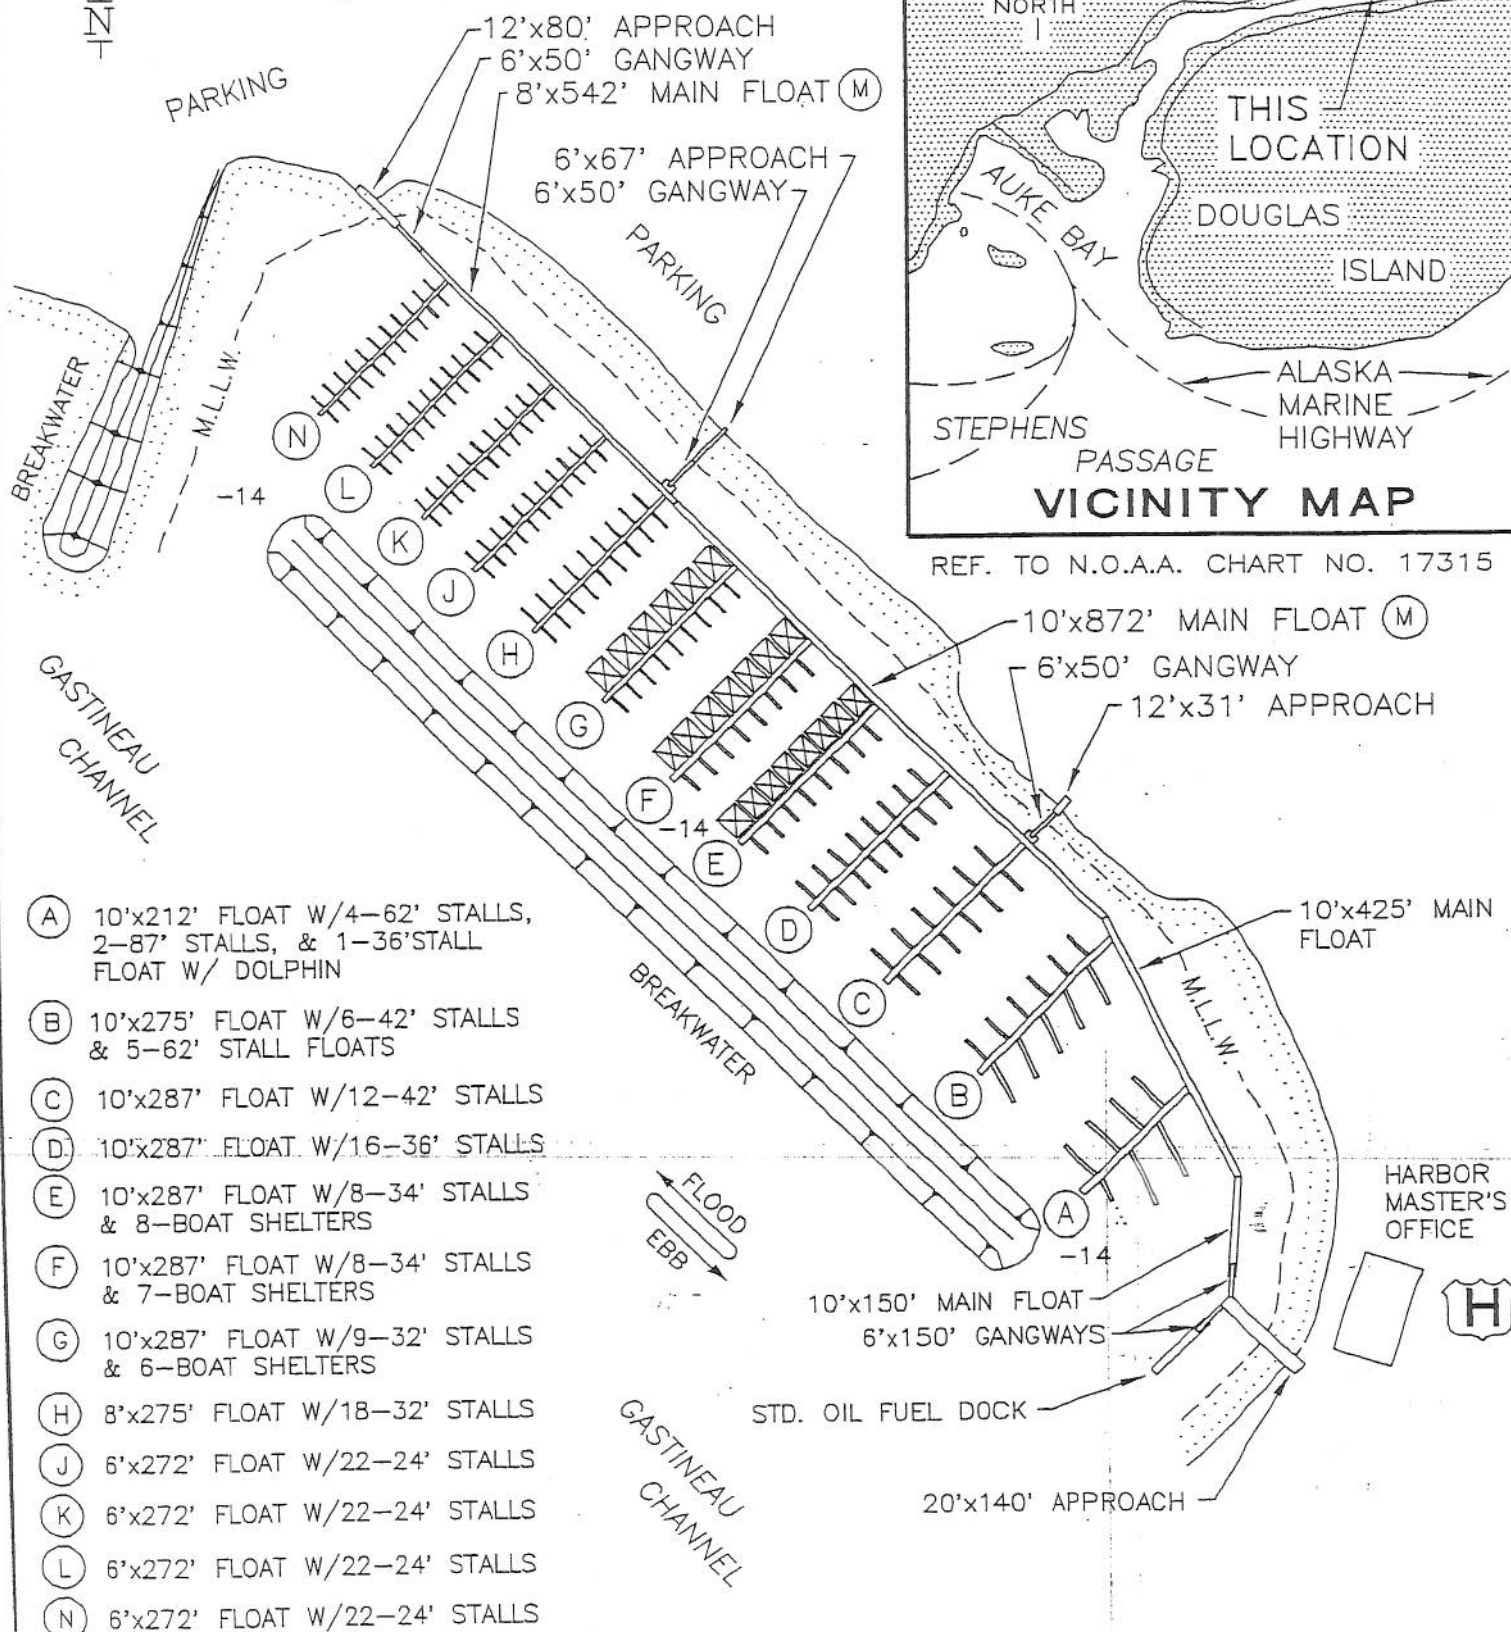 N
12'x80' APPROACH
6'x50' GANGWAY
8'x542' MAIN FLOAT M
PARKING
6'x67' APPROACH
6'x50' GANGWAY
PARKING
BREAKWATER
M.L.L.W.
-14
N
L
K
J
H
G
F
-14
E
D
C
B
A
-14
GASTINEAU
CHANNEL
BREAKWATER
NORTH
THIS
LOCATION
AUKE BAY
DOUGLAS
ISLAND
ALASKA
MARINE
HIGHWAY
STEPHENS
PASSAGE
VICINITY MAP
REF. TO N.O.A.A. CHART NO. 17315
10'x872' MAIN FLOAT M
6'x50' GANGWAY
12'x31' APPROACH
10'x425' MAIN
FLOAT
M.L.L.W.
HARBOR
MASTER'S
OFFICE
H
FLOOD
EBB
10'x150' MAIN FLOAT
6'x150' GANGWAYS
STD. OIL FUEL DOCK
20'x140' APPROACH
GASTINEAU
CHANNEL
A 10'x212' FLOAT W/4-62' STALLS,
2-87' STALLS, & 1-36'STALL
FLOAT W/ DOLPHIN
B 10'x275' FLOAT W/6-42' STALLS
& 5-62' STALL FLOATS
C 10'x287' FLOAT W/12-42' STALLS
D 10'x287' FLOAT W/16-36' STALLS
E 10'x287' FLOAT W/8-34' STALLS
& 8-BOAT SHELTERS
F 10'x287' FLOAT W/8-34' STALLS
& 7-BOAT SHELTERS
G 10'x287' FLOAT W/9-32' STALLS
& 6-BOAT SHELTERS
H 8'x275' FLOAT W/18-32' STALLS
J 6'x272' FLOAT W/22-24' STALLS
K 6'x272' FLOAT W/22-24' STALLS
L 6'x272' FLOAT W/22-24' STALLS
N 6'x272' FLOAT W/22-24' STALLS